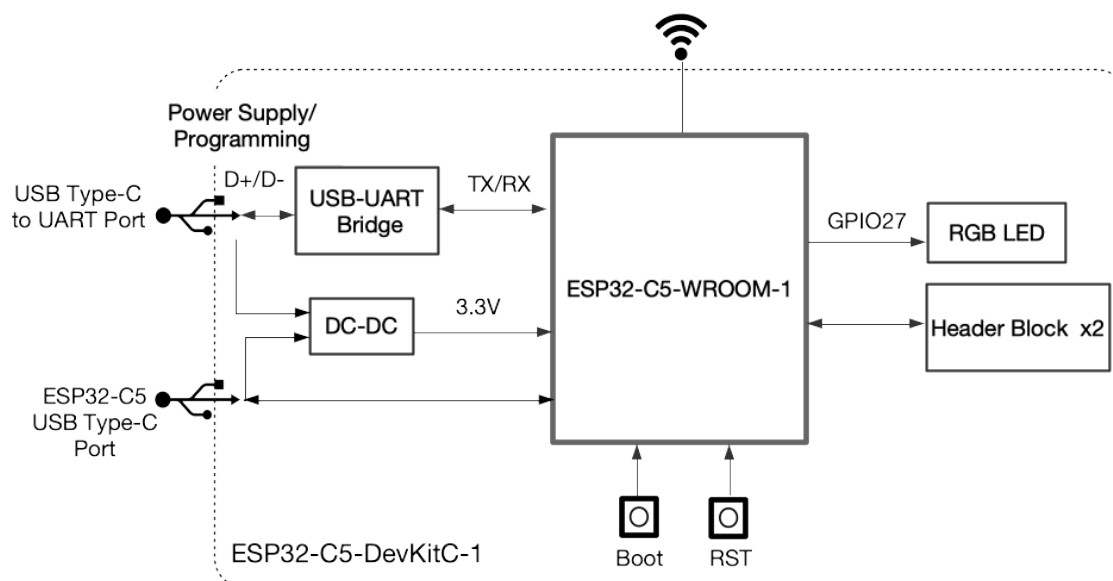 Power Supply/
Programming
USB Type-C
to UART Port
D+/D-
USB-UART
Bridge
TX/RX
ESP32-C5-WROOM-1
GPIO27
RGB LED
DC-DC
3.3V
Header Block x2
ESP32-C5
USB Type-C
Port
Boot
RST
ESP32-C5-DevKitC-1